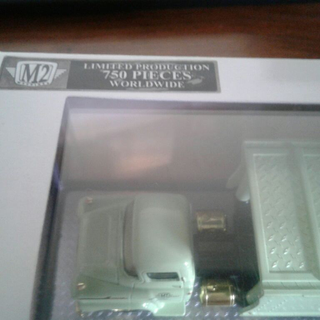 M2
LIMITED PRODUCTION
750 PIECES
WORLDWIDE